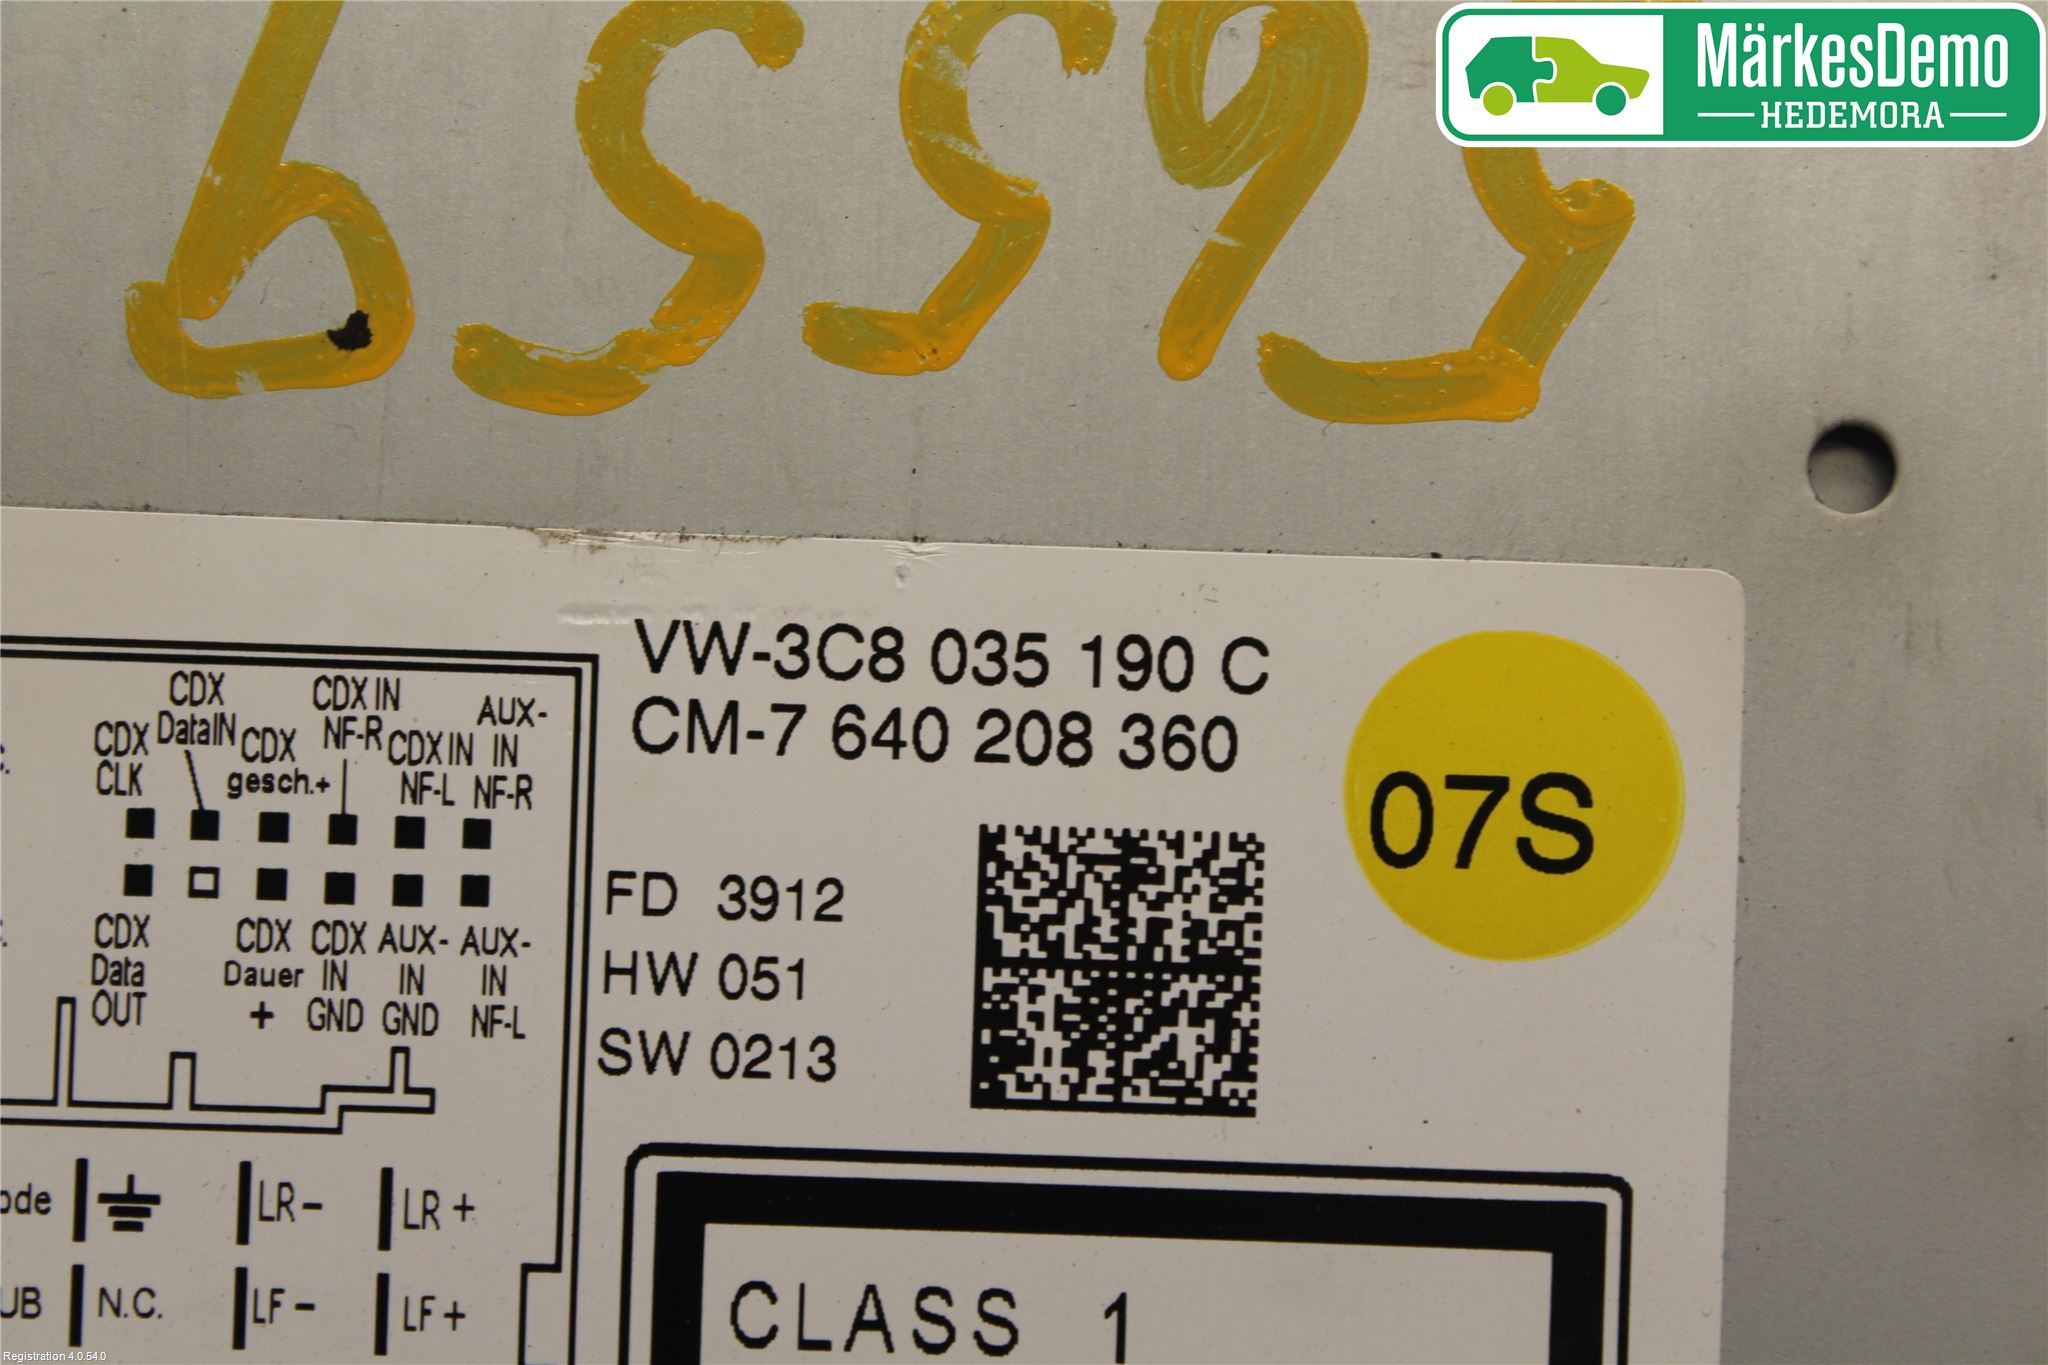 MärkesDemo
HEDEMORA
56559
VW-3C8 035 190 C
CM-7 640 208 360
07S
CDX CLK
CDX DataIN
CDX gesch.+
CDX IN NF-R
CDX IN NF-L
AUX-IN NF-R
CDX Data OUT
CDX Dauer +
CDX IN GND
AUX-IN GND
AUX-IN NF-L
FD 3912
HW 051
SW 0213
LR- LR+
N.C. LF- LF+
CLASS 1
Registration 4.0.54.0